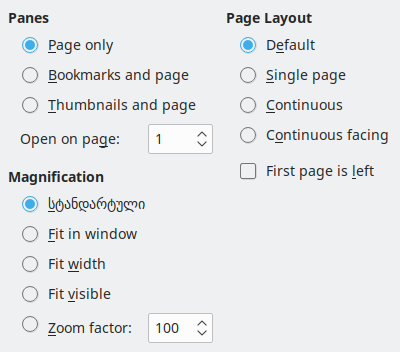 Panes
Page only
Bookmarks and page
Thumbnails and page
Open on page: 1
Magnification
სტანდარტული
Fit in window
Fit width
Fit visible
Zoom factor: 100
Page Layout
Default
Single page
Continuous
Continuous facing
First page is left